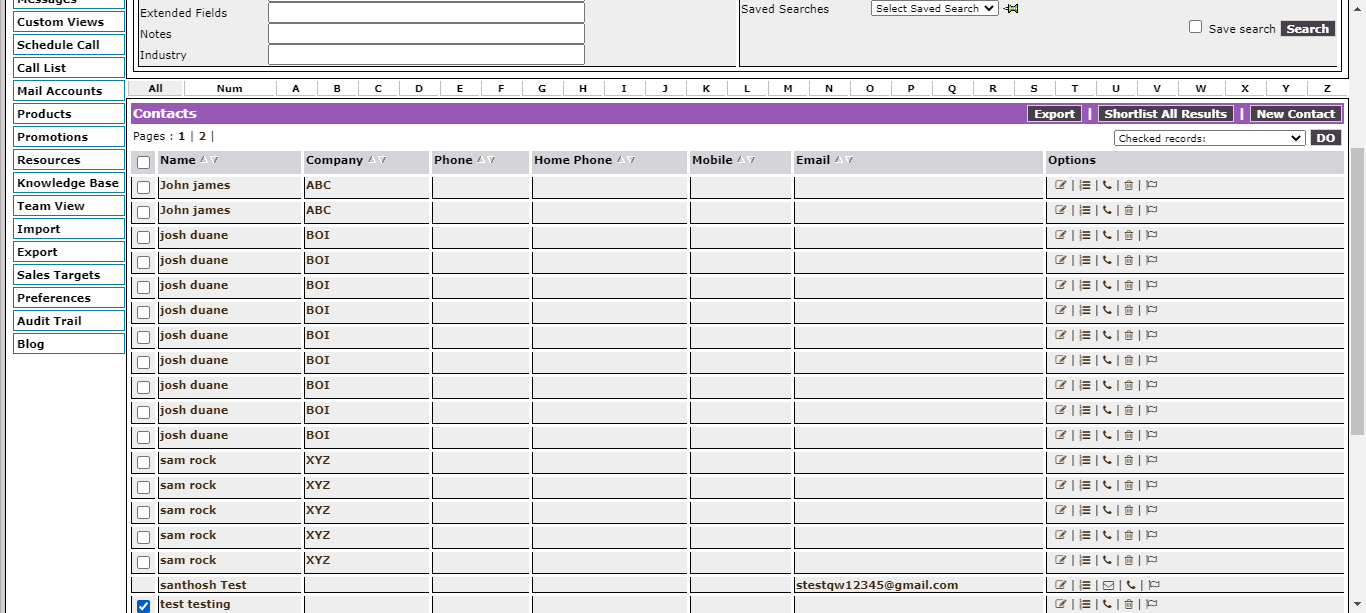 Messages
Custom Views
Schedule Call
Call List
Mail Accounts
Products
Promotions
Resources
Knowledge Base
Team View
Import
Export
Sales Targets
Preferences
Audit Trail
Blog
Extended Fields
Notes
Industry
Saved Searches Select Saved Search
Save search Search
All Num A B C D E F G H I J K L M N O P Q R S T U V W X Y Z
Contacts Export | Shortlist All Results | New Contact
Pages : 1 | 2 | Checked records: DO
Name Company Phone Home Phone Mobile Email Options
John james ABC | | | |
John james ABC | | | |
josh duane BOI | | | |
josh duane BOI | | | |
josh duane BOI | | | |
josh duane BOI | | | |
josh duane BOI | | | |
josh duane BOI | | | |
josh duane BOI | | | |
josh duane BOI | | | |
josh duane BOI | | | |
sam rock XYZ | | | |
sam rock XYZ | | | |
sam rock XYZ | | | |
sam rock XYZ | | | |
sam rock XYZ | | | |
santhosh Test stestqw12345@gmail.com | | | |
test testing | | | |